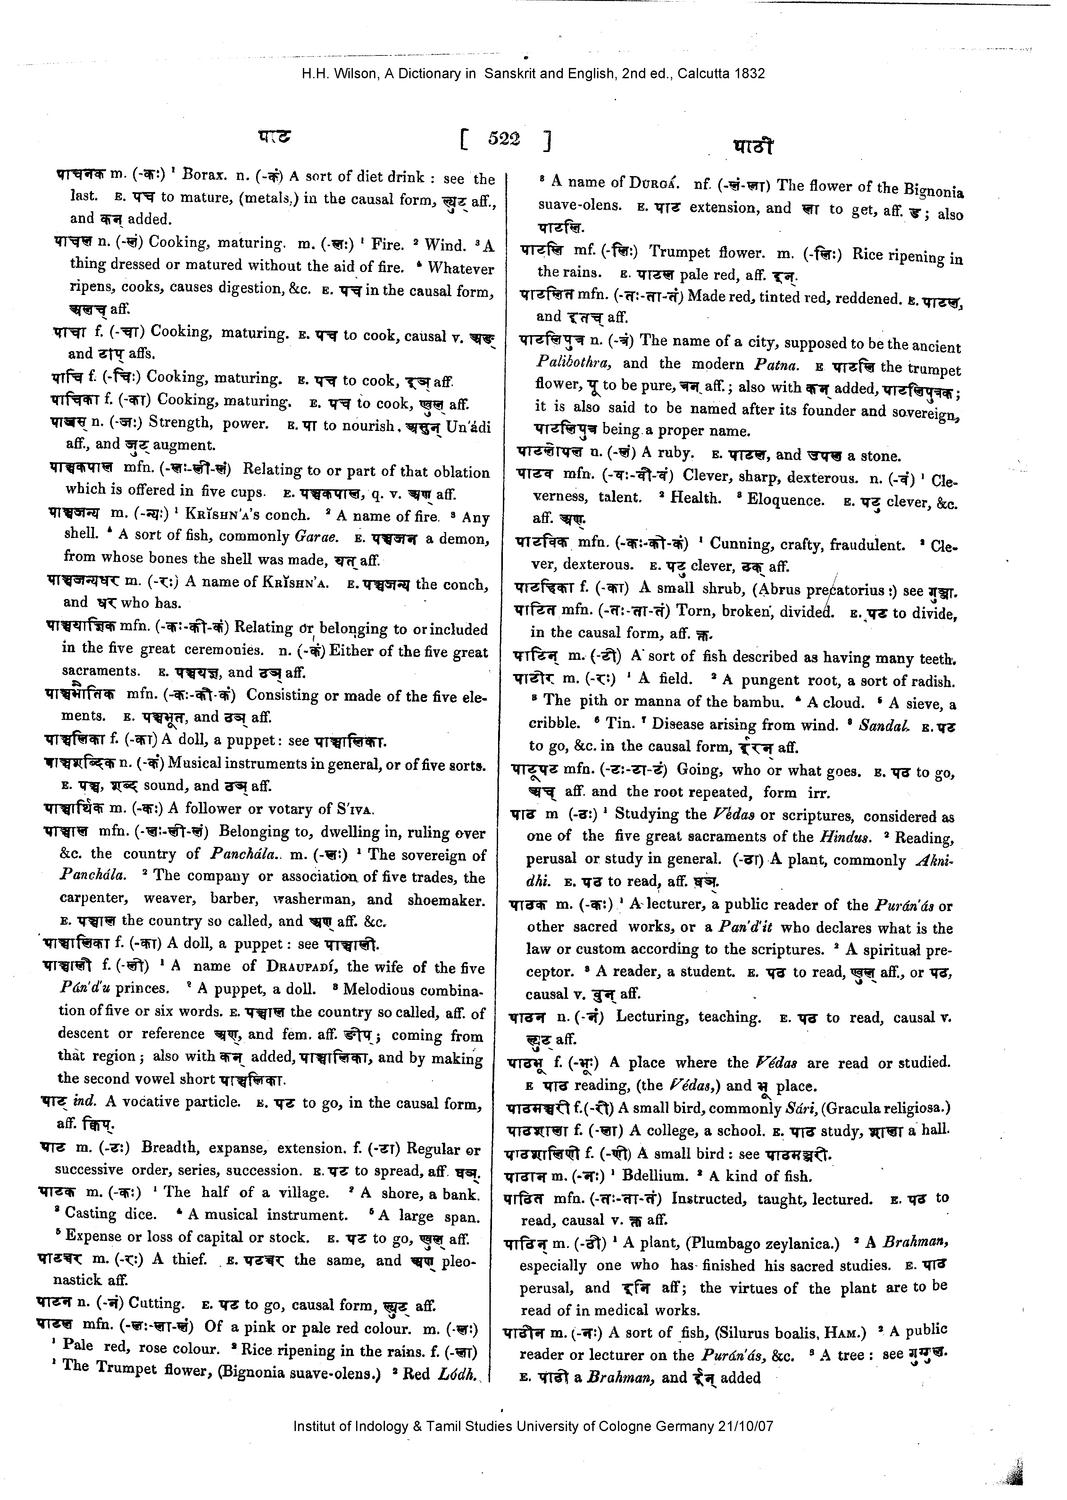 H.H. Wilson, A Dictionary in Sanskrit and English, 2nd ed., Calcutta 1832
पाट
[ 522 ]
पाठी
पाचनक m. (-कः) ¹ Borax. n. (-कं) A sort of diet drink : see the
last. E. पच to mature, (metals,) in the causal form, ल्युट् aff.,
and कन् added.
पाचल n. (-लं) Cooking, maturing. m. (-लः) ¹ Fire. ² Wind. ³ A
thing dressed or matured without the aid of fire. ⁴ Whatever
ripens, cooks, causes digestion, &c. E. पच in the causal form,
अलच् aff.
पाचा f. (-चा) Cooking, maturing. E. पच to cook, causal v. अङ्
and टाप् affs.
पाचि f. (-चिः) Cooking, maturing. E. पच to cook, इञ् aff.
पाचिका f. (-का) Cooking, maturing. E. पच to cook, ण्वुल् aff.
पाजस् n. (-जः) Strength, power. E. पा to nourish, असुन् Un'ádi
aff., and जुट् augment.
पाञ्चकपाल mfn. (-लः-ली-लं) Relating to or part of that oblation
which is offered in five cups. E. पञ्चकपाल, q. v. अण् aff.
पाञ्चजन्य m. (-न्यः) ¹ KRĬSHN'A's conch. ² A name of fire. ³ Any
shell. ⁴ A sort of fish, commonly Garae. E. पञ्चजन a demon,
from whose bones the shell was made, यत् aff.
पाञ्चजन्यधर m. (-रः) A name of KRĬSHN'A. E. पाञ्चजन्य the conch,
and धर who has.
पाञ्चयाज्ञिक mfn. (-कः-की-कं) Relating or belonging to or included
in the five great ceremonies. n. (-कं) Either of the five great
sacraments. E. पञ्चयज्ञ, and ठञ् aff.
पाञ्चभौतिक mfn. (-कः-की-कं) Consisting or made of the five ele-
ments. E. पञ्चभूत, and ठञ् aff.
पाञ्चलिका f. (-का) A doll, a puppet : see पाञ्चालिका.
पाञ्चशब्दिक n. (-कं) Musical instruments in general, or of five sorts.
E. पञ्च, शब्द sound, and ठञ् aff.
पाञ्चार्थिक m. (-कः) A follower or votary of S'IVA.
पाञ्चाल mfn. (-लः-ली-लं) Belonging to, dwelling in, ruling over
&c. the country of Panchála. m. (-लः) ¹ The sovereign of
Panchála. ² The company or association of five trades, the
carpenter, weaver, barber, washerman, and shoemaker.
E. पञ्चाल the country so called, and अण् aff. &c.
पाञ्चालिका f. (-का) A doll, a puppet : see पाञ्चाली.
पाञ्चाली f. (-ली) ¹ A name of DRAUPADÍ, the wife of the five
Pán'd'u princes. ² A puppet, a doll. ³ Melodious combina-
tion of five or six words. E. पञ्चाल the country so called, aff. of
descent or reference अण्, and fem. aff. ङीप्; coming from
that region ; also with कन् added, पाञ्चालिका, and by making
the second vowel short पाञ्चलिका.
पाट् ind. A vocative particle. E. पट to go, in the causal form,
aff. क्विप्.
पाट m. (-टः) Breadth, expanse, extension. f. (-टा) Regular or
successive order, series, succession. E. पट to spread, aff. घञ्.
पाटक m. (-कः) ¹ The half of a village. ² A shore, a bank.
³ Casting dice. ⁴ A musical instrument. ⁵ A large span.
⁵ Expense or loss of capital or stock. E. पट to go, ण्वुल् aff.
पाटच्चर m. (-रः) A thief. E. पटच्चर the same, and अण् pleo-
nastick aff.
पाटन n. (-नं) Cutting. E. पट to go, causal form, ल्युट् aff.
पाटल mfn. (-लः-ला-लं) Of a pink or pale red colour. m. (-लः)
¹ Pale red, rose colour. ² Rice ripening in the rains. f. (-ला)
¹ The Trumpet flower, (Bignonia suave-olens.) ² Red Lódh.
³ A name of DURGÁ. nf. (-लं-ला) The flower of the Bignonia
suave-olens. E. पाट extension, and ला to get, aff. ड; also
पाटलि.
पाटलि mf. (-लिः) Trumpet flower. m. (-लिः) Rice ripening in
the rains. E. पाटल pale red, aff. इन्.
पाटलित mfn. (-तः-ता-तं) Made red, tinted red, reddened. E. पाटल,
and इतच् aff.
पाटलिपुत्र n. (-त्रं) The name of a city, supposed to be the ancient
Palibothra, and the modern Patna. E पाटलि the trumpet
flower, पू to be pure, त्रन् aff. ; also with कन् added, पाटलिपुत्रक;
it is also said to be named after its founder and sovereign,
पाटलिपुत्र being a proper name.
पाटलोपल n. (-लं) A ruby. E. पाटल, and उपल a stone.
पाटव mfn. (-वः-वी-वं) Clever, sharp, dexterous. n. (-वं) ¹ Cle-
verness, talent. ² Health. ³ Eloquence. E. पटु clever, &c.
aff. अण्.
पाटविक mfn. (-कः-की-कं) ¹ Cunning, crafty, fraudulent. ² Cle-
ver, dexterous. E. पटु clever, ठक् aff.
पाटच्चिका f. (-का) A small shrub, (Abrus precatorius :) see गुञ्जा.
पाटित mfn. (-तः-ता-तं) Torn, broken, divided. E. पट to divide,
in the causal form, aff. क्त.
पाटिन् m. (-टी) A sort of fish described as having many teeth.
पाटीर m. (-रः) ¹ A field. ² A pungent root, a sort of radish.
³ The pith or manna of the bambu. ⁴ A cloud. ⁵ A sieve, a
cribble. ⁶ Tin. ⁷ Disease arising from wind. ⁸ Sandal. E. पट
to go, &c. in the causal form, ईरन् aff.
पाटूपट mfn. (-टः-टा-टं) Going, who or what goes. E. पठ to go,
अच् aff. and the root repeated, form irr.
पाठ m (-ठः) ¹ Studying the Védas or scriptures, considered as
one of the five great sacraments of the Hindus. ² Reading,
perusal or study in general. (-ठा) A plant, commonly Akni-
dhi. E. पठ to read, aff. घञ्.
पाठक m. (-कः) ¹ A lecturer, a public reader of the Purán'ás or
other sacred works, or a Pan'd'it who declares what is the
law or custom according to the scriptures. ² A spiritual pre-
ceptor. ³ A reader, a student. E. पठ to read, ण्वुल् aff., or पठ,
causal v. वुन् aff.
पाठन n. (-नं) Lecturing, teaching. E. पठ to read, causal v.
ल्युट् aff.
पाठभू f. (-भूः) A place where the Védas are read or studied.
E पाठ reading, (the Védas,) and भू place.
पाठमञ्जरी f.(-री) A small bird, commonly Sári, (Gracula religiosa.)
पाठशाला f. (-ला) A college, a school. E. पाठ study, शाला a hall.
पाठशालिणी f. (-णी) A small bird : see पाठमञ्जरी.
पाठान m. (-नः) ¹ Bdellium. ² A kind of fish.
पाठित mfn. (-तः-ता-तं) Instructed, taught, lectured. E. पठ to
read, causal v. क्त aff.
पाठिन् m. (-ठी) ¹ A plant, (Plumbago zeylanica.) ² A Brahman,
especially one who has finished his sacred studies. E. पाठ
perusal, and इनि aff; the virtues of the plant are to be
read of in medical works.
पाठीन m. (-नः) A sort of fish, (Silurus boalis, HAM.) ² A public
reader or lecturer on the Purán'ás, &c. ³ A tree : see गुग्गुल.
E. पाठी a Brahman, and ईन् added
Institut of Indology & Tamil Studies University of Cologne Germany 21/10/07